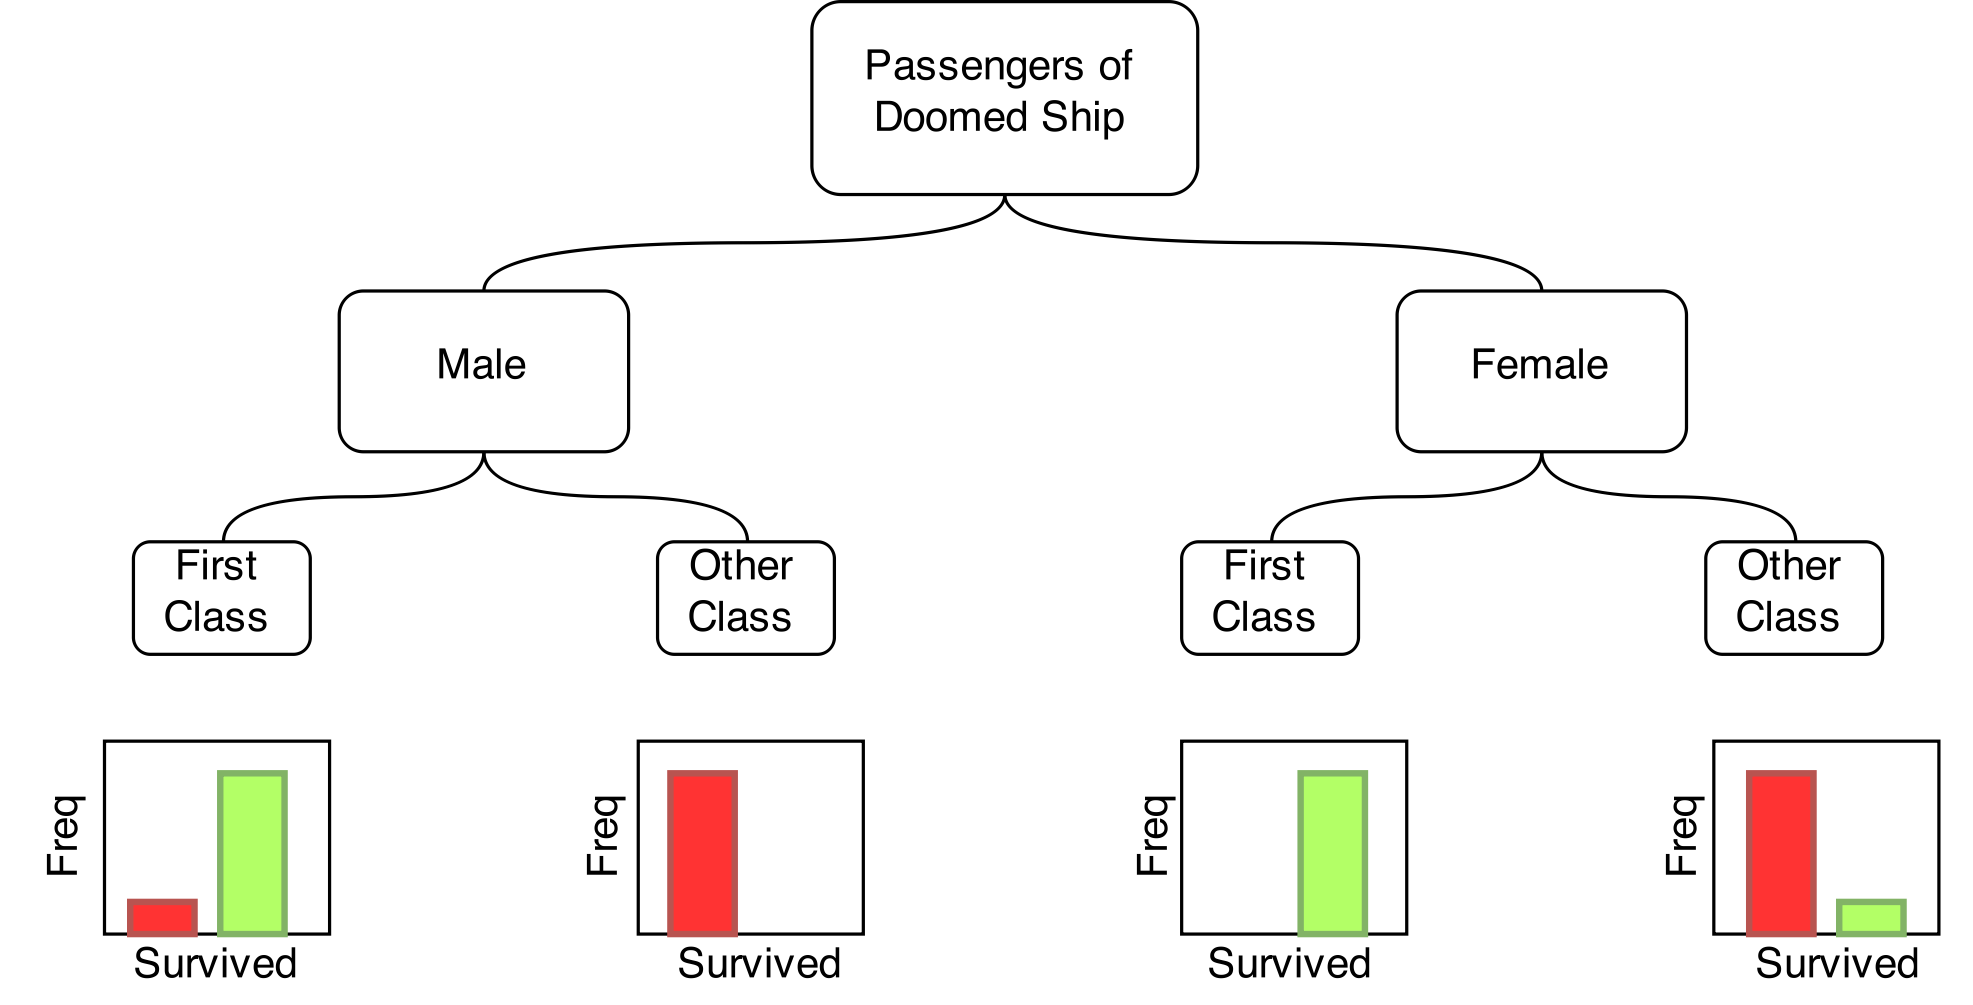 Passengers of
Doomed Ship
Male
Female
First
Class
Other
Class
First
Class
Other
Class
Freq
Survived
Freq
Survived
Freq
Survived
Freq
Survived